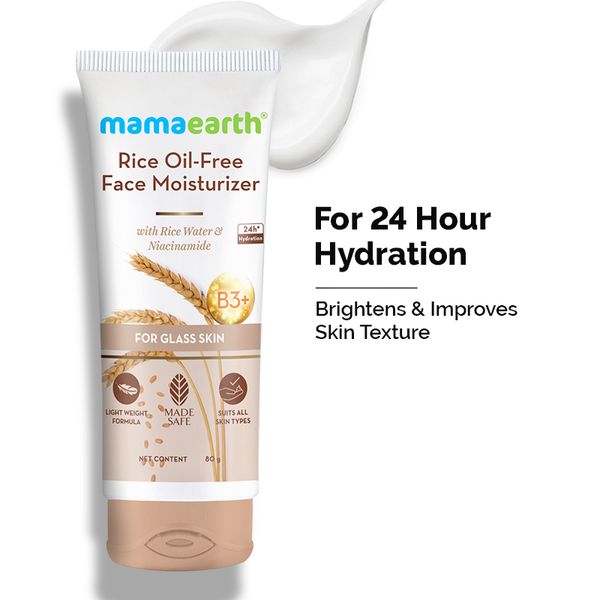 mamaearth®
Rice Oil-Free
Face Moisturizer
with Rice Water &
Niacinamide
24h*
Hydration
B3+
FOR GLASS SKIN
LIGHT WEIGHT
FORMULA
MADE
SAFE
SUITS ALL
SKIN TYPES
NET CONTENT 80 g
For 24 Hour
Hydration
Brightens & Improves
Skin Texture